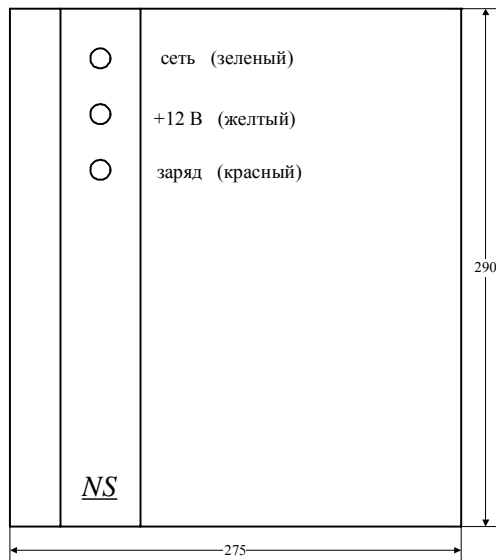 сеть (зеленый)
+12 В (желтый)
заряд (красный)
290
NS
275